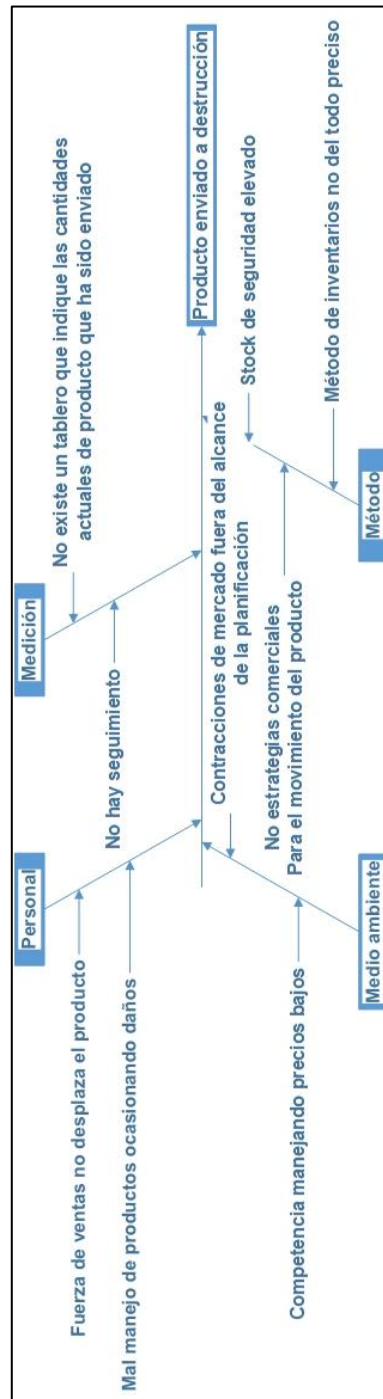 Personal
Medición
Fuerza de ventas no desplaza el producto
Mal manejo de productos ocasionando daños
No existe un tablero que indique las cantidades
actuales de producto que ha sido enviado
No hay seguimiento
Producto enviado a destrucción
Contracciones de mercado fuera del alcance
de la planificación
Stock de seguridad elevado
Competencia manejando precios bajos
No estrategias comerciales
Para el movimiento del producto
Método de inventarios no del todo preciso
Medio ambiente
Método